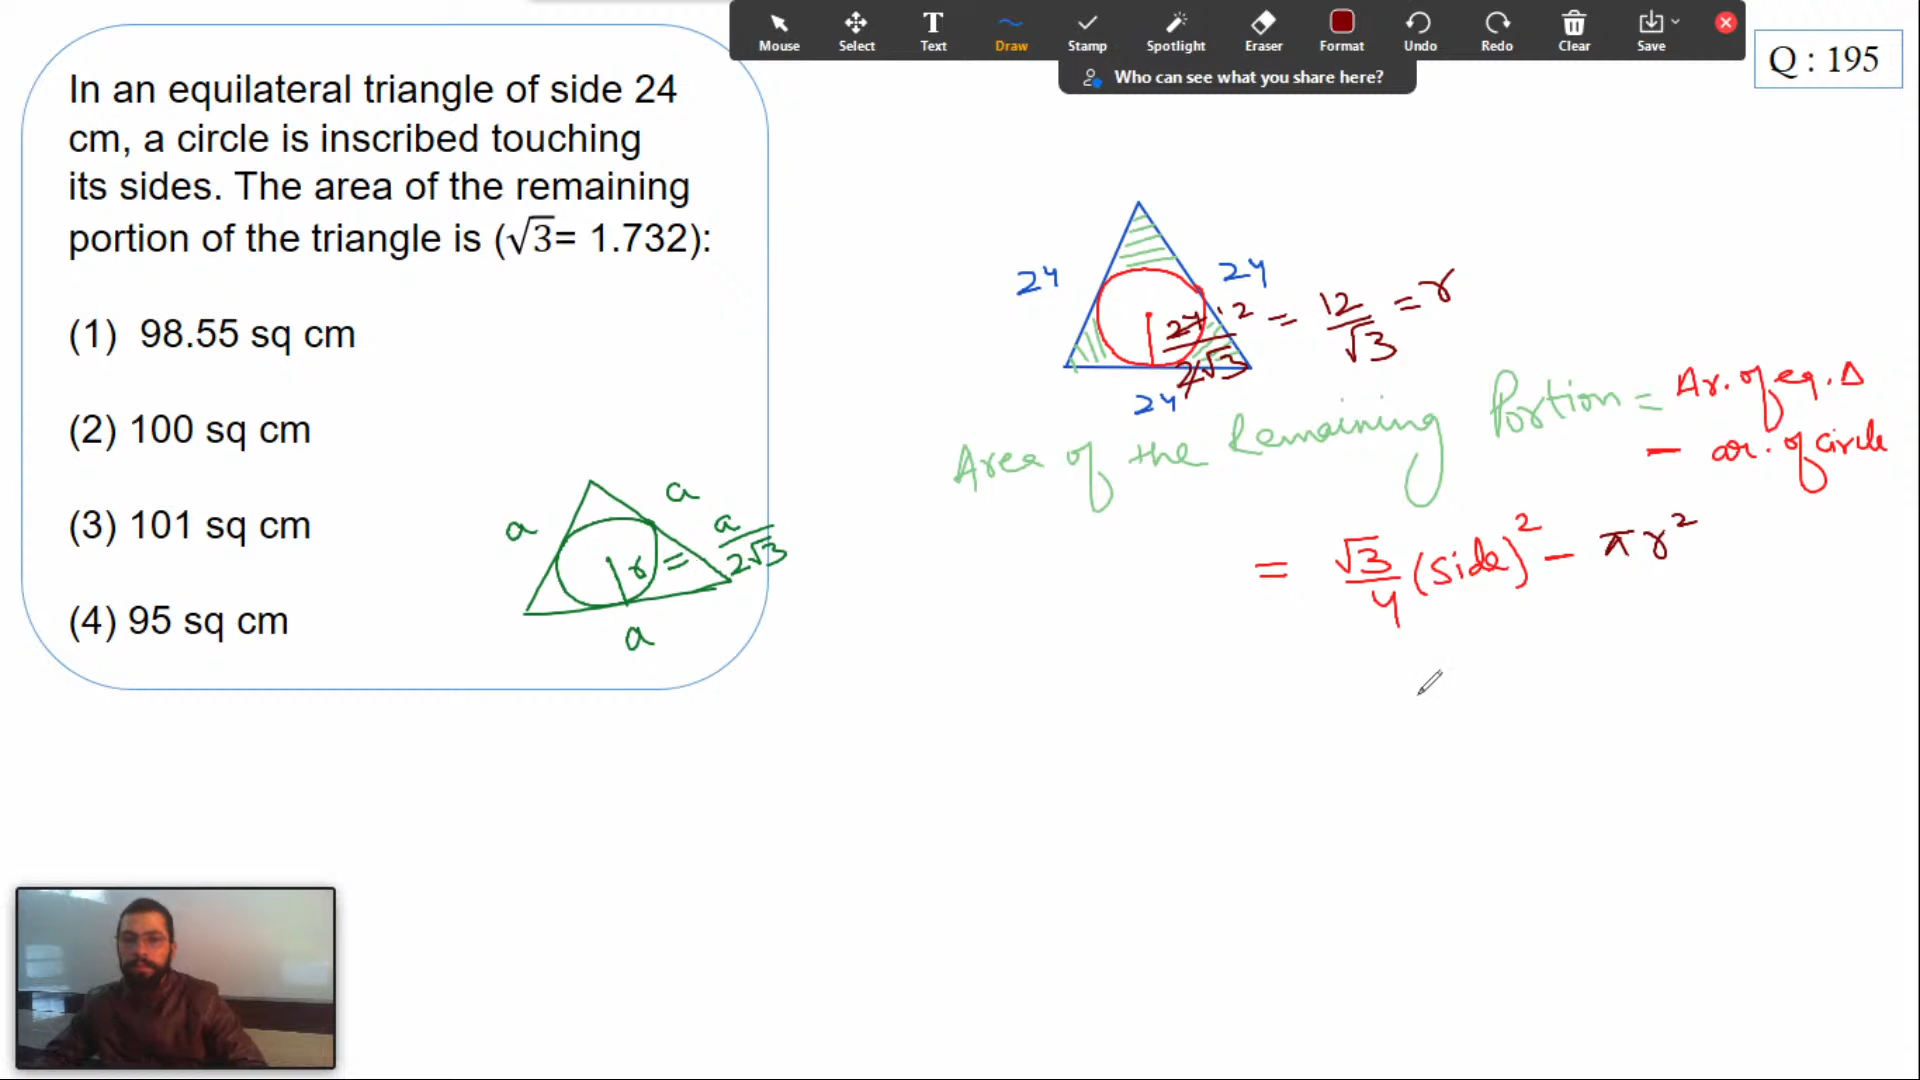 Mouse Select Text Draw Stamp Spotlight Eraser Format Undo Redo Clear Save
Who can see what you share here?
Q : 195
In an equilateral triangle of side 24
cm, a circle is inscribed touching
its sides. The area of the remaining
portion of the triangle is (√3= 1.732):
(1) 98.55 sq cm
(2) 100 sq cm
(3) 101 sq cm
(4) 95 sq cm
a
a
r = a/2√3
a
24
24
24
24 12/2√3 = 12/√3 = r
Area of the Remaining Portion = Ar. of eq. Δ
− ar. of circle
= √3/4 (side)² − πr²